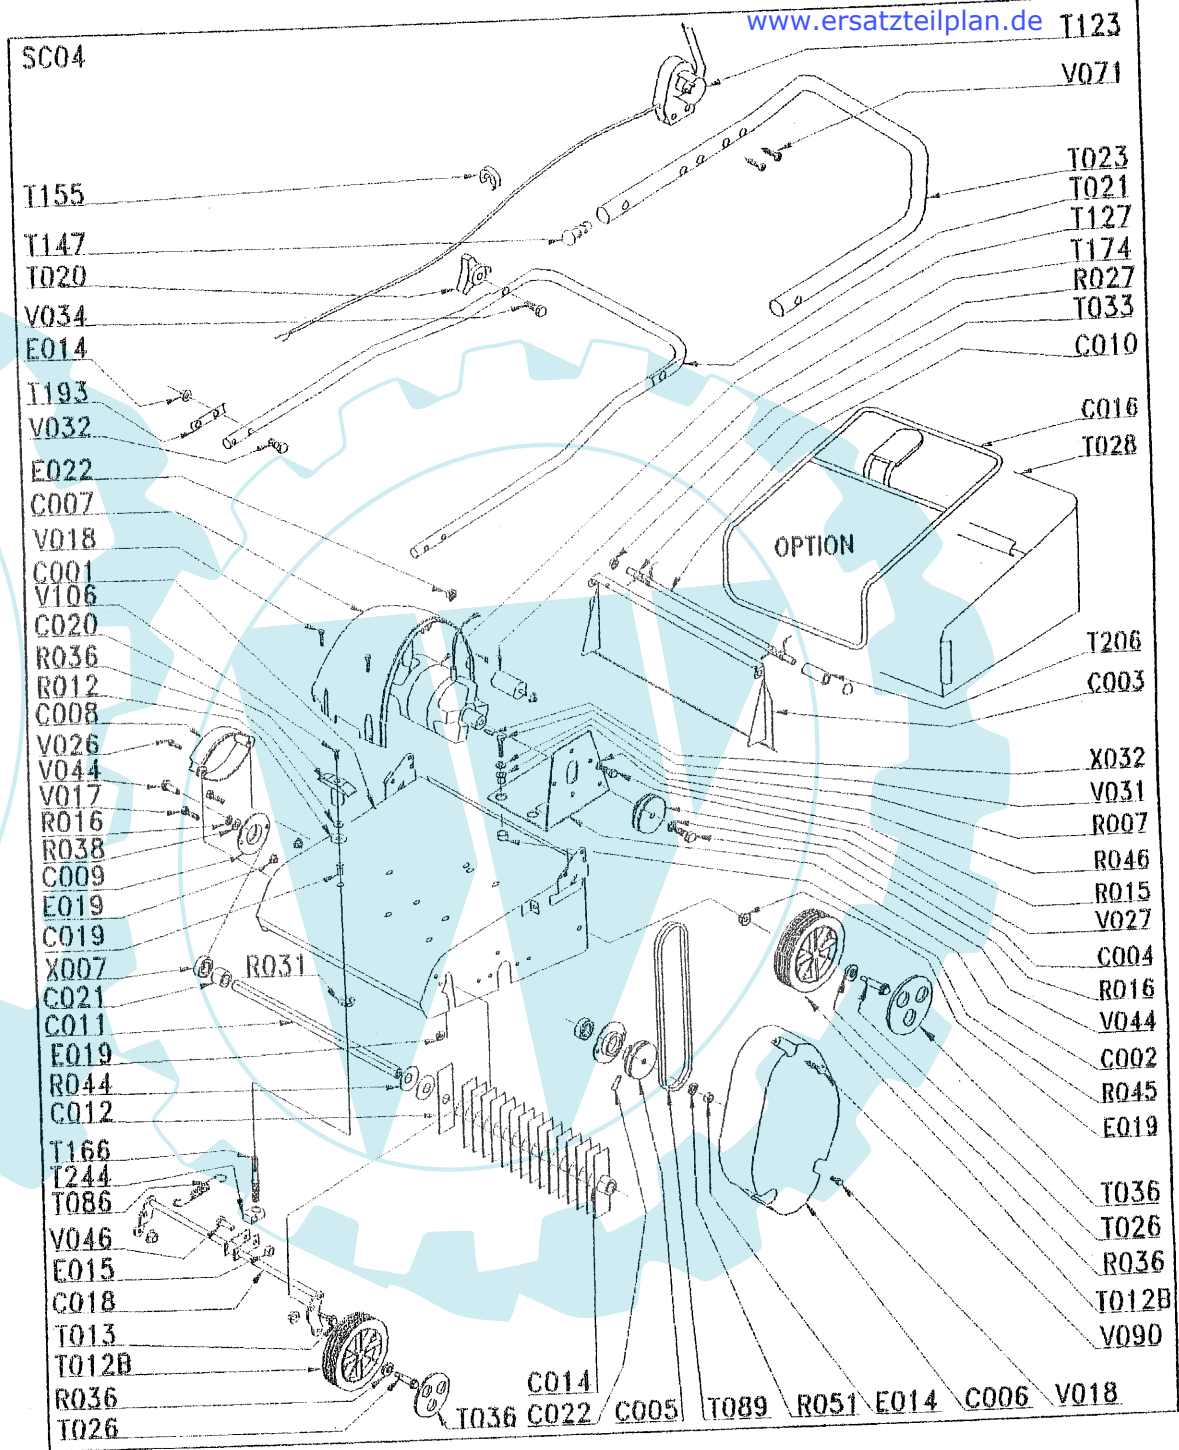 www.ersatzteilplan.de
SC04
T123
V071
T023
T021
T127
T174
R027
T033
C010
C016
T028
T155
T147
T020
V034
E014
T193
V032
E022
C007
V018
C001
V106
C020
R036
R012
C008
V026
V044
V017
R016
R038
C009
E019
C019
X007
C021
C011
E019
R044
C012
T166
T244
T086
V046
E015
C018
T013
T012B
R036
T026
OPTION
R031
T206
C003
X032
V031
R007
R046
R015
V027
C004
R016
V044
C002
R045
E019
T036
T026
R036
T012B
V090
C014
T036 C022 C005 T089 R051 E014 C006 V018